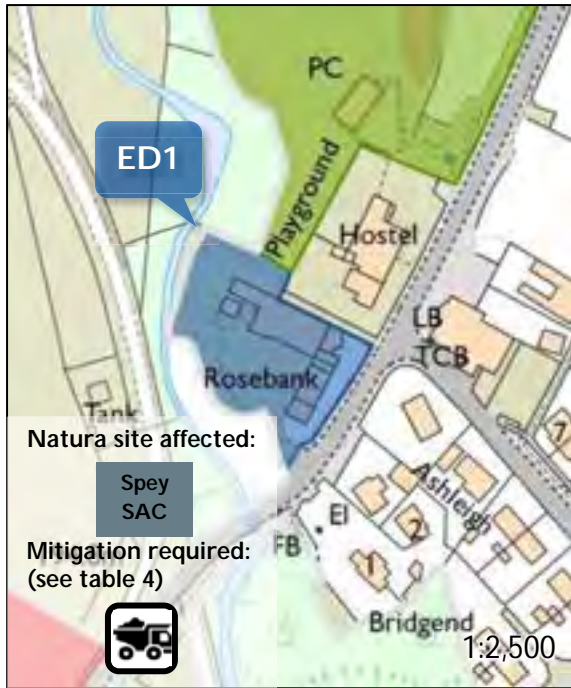 PC
ED1
Playground
Hostel
LB
TCB
Rosebank
Tank
7
Ashleigh
Natura site affected:
Spey
SAC
El
2
FB
1
Mitigation required:
(see table 4)
Bridgend
1:2,500